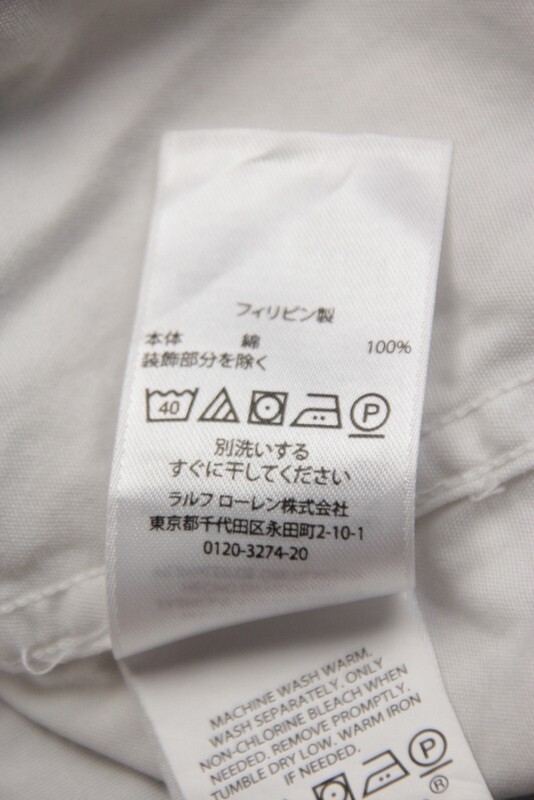 フィリピン製
本体 綿 100%
装飾部分を除く
40 P
別洗いする
すぐに干してください
ラルフ ローレン株式会社
東京都千代田区永田町2-10-1
0120-3274-20
MACHINE WASH WARM.
WASH SEPARATELY. ONLY
NON-CHLORINE BLEACH WHEN
NEEDED. REMOVE PROMPTLY.
TUMBLE DRY LOW. WARM IRON
IF NEEDED.
P
®